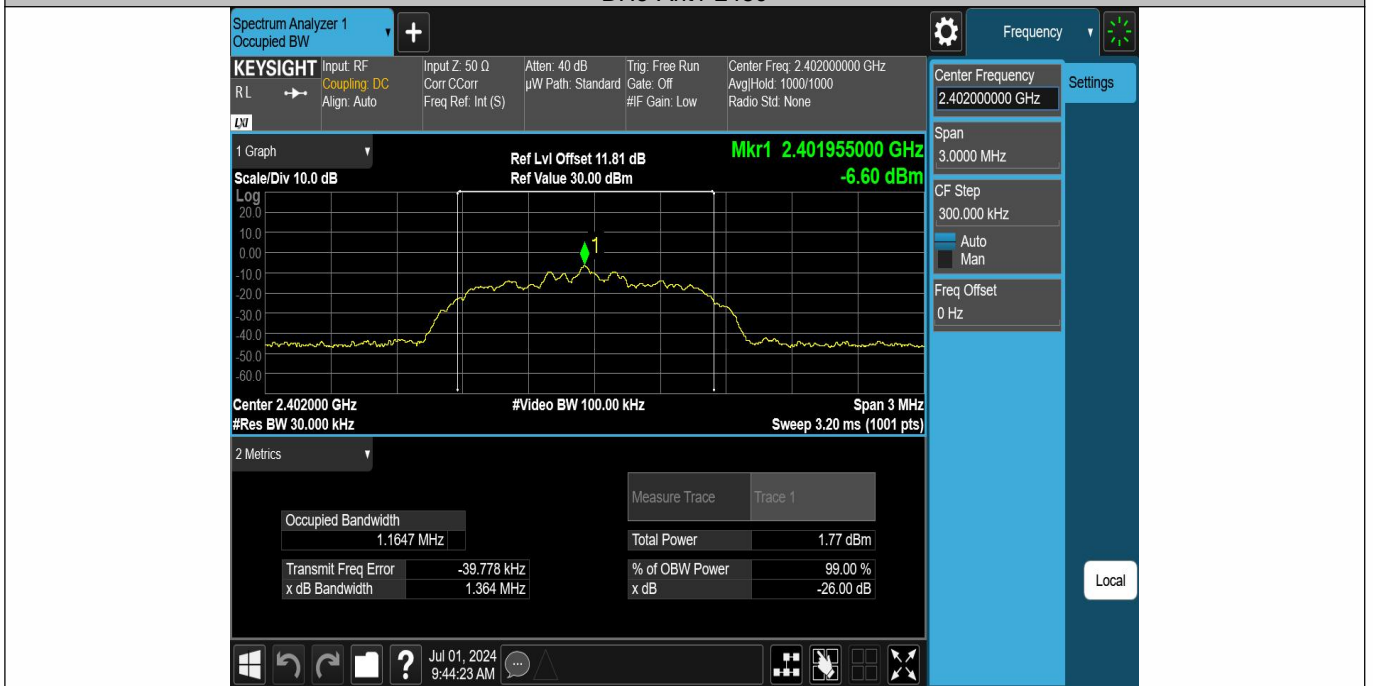 Spectrum Analyzer 1
Occupied BW
Frequency
KEYSIGHT
RL
LXI
Input: RF
Coupling: DC
Align: Auto
Input Z: 50 Ω
Corr CCorr
Freq Ref: Int (S)
Atten: 40 dB
µW Path: Standard
Trig: Free Run
Gate: Off
#IF Gain: Low
Center Freq: 2.402000000 GHz
Avg|Hold: 1000/1000
Radio Std: None
Center Frequency
2.402000000 GHz
Settings
Span
3.0000 MHz
CF Step
300.000 kHz
Auto
Man
Freq Offset
0 Hz
Local
1 Graph
Scale/Div 10.0 dB
Ref Lvl Offset 11.81 dB
Ref Value 30.00 dBm
Mkr1 2.401955000 GHz
-6.60 dBm
Log
20.0
10.0
0.00
-10.0
-20.0
-30.0
-40.0
-50.0
-60.0
1
Center 2.402000 GHz
#Res BW 30.000 kHz
#Video BW 100.00 kHz
Span 3 MHz
Sweep 3.20 ms (1001 pts)
2 Metrics
Measure Trace Trace 1
Occupied Bandwidth
1.1647 MHz
Total Power 1.77 dBm
Transmit Freq Error -39.778 kHz
% of OBW Power 99.00 %
x dB Bandwidth 1.364 MHz
x dB -26.00 dB
?
Jul 01, 2024
9:44:23 AM